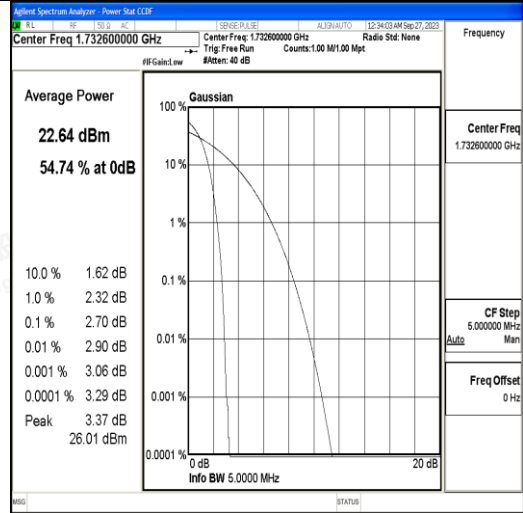 Agilent Spectrum Analyzer - Power Stat CCDF
RL RF 50 Ω AC SENSE:PULSE ALIGNAUTO 12:34:03 AM Sep 27, 2023
Center Freq 1.732600000 GHz
Center Freq: 1.732600000 GHz Radio Std: None
Trig: Free Run Counts:1.00 M/1.00 Mpt
#IFGain:Low #Atten: 40 dB
Frequency
Average Power
22.64 dBm
54.74 % at 0dB
10.0 % 1.62 dB
1.0 % 2.32 dB
0.1 % 2.70 dB
0.01 % 2.90 dB
0.001 % 3.06 dB
0.0001 % 3.29 dB
Peak 3.37 dB
26.01 dBm
Gaussian
100 %
10 %
1 %
0.1 %
0.01 %
0.001 %
0.0001 %
0 dB 20 dB
Info BW 5.0000 MHz
Center Freq
1.732600000 GHz
CF Step
5.000000 MHz
Auto Man
Freq Offset
0 Hz
MSG STATUS